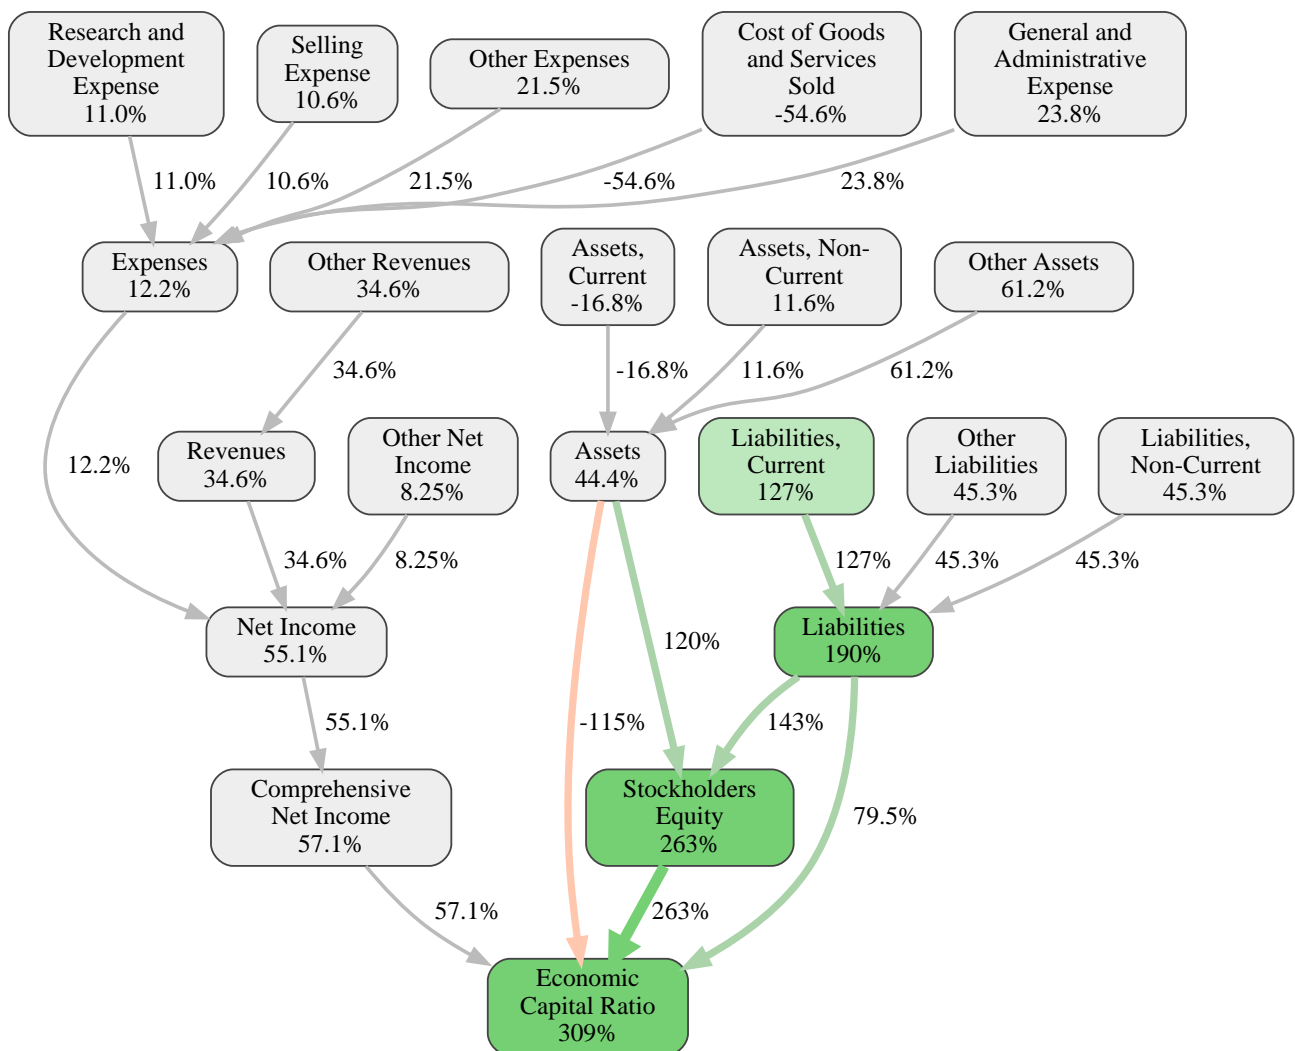 Research and
Development
Expense
11.0%
Selling
Expense
10.6%
Other Expenses
21.5%
Cost of Goods
and Services
Sold
-54.6%
General and
Administrative
Expense
23.8%
11.0%
10.6%
21.5%
-54.6%
23.8%
Expenses
12.2%
Other Revenues
34.6%
Assets,
Current
-16.8%
Assets, Non-
Current
11.6%
Other Assets
61.2%
34.6%
-16.8%
11.6%
61.2%
12.2%
Revenues
34.6%
Other Net
Income
8.25%
Assets
44.4%
Liabilities,
Current
127%
Other
Liabilities
45.3%
Liabilities,
Non-Current
45.3%
34.6%
8.25%
127%
45.3%
45.3%
Net Income
55.1%
120%
Liabilities
190%
55.1%
-115%
143%
Comprehensive
Net Income
57.1%
Stockholders
Equity
263%
79.5%
57.1%
263%
Economic
Capital Ratio
309%